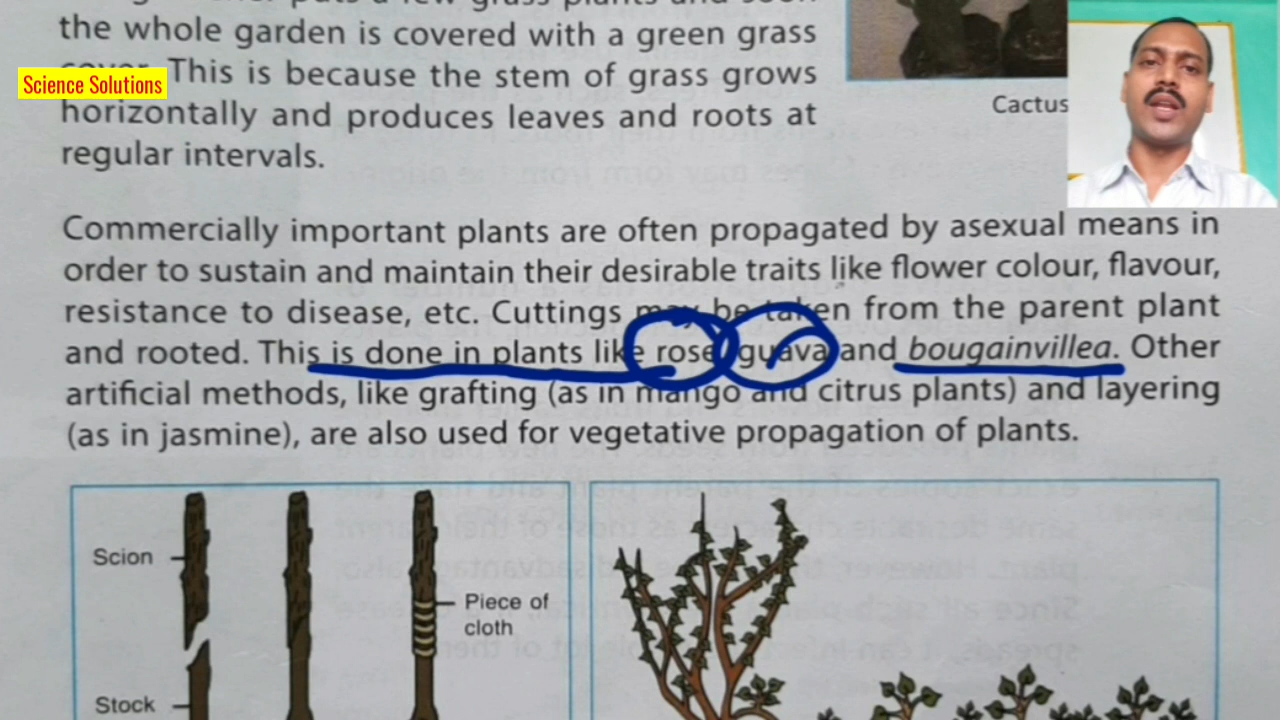 the whole garden is covered with a green grass
cover. This is because the stem of grass grows
Science Solutions
horizontally and produces leaves and roots at
regular intervals.
Cactus
Commercially important plants are often propagated by asexual means in
order to sustain and maintain their desirable traits like flower colour, flavour,
resistance to disease, etc. Cuttings may be taken from the parent plant
and rooted. This is done in plants like rose, guava and bougainvillea. Other
artificial methods, like grafting (as in mango and citrus plants) and layering
(as in jasmine), are also used for vegetative propagation of plants.
Scion
Piece of
cloth
Stock